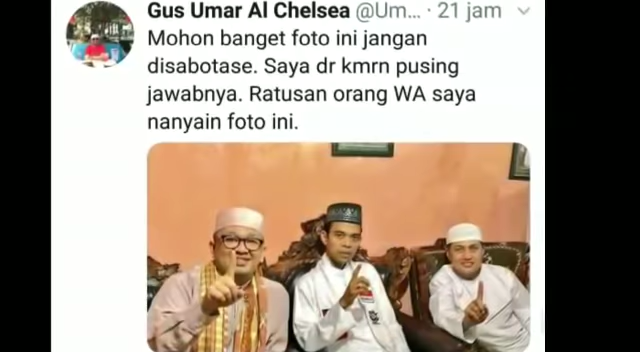 Gus Umar Al Chelsea @Um... · 21 jam
Mohon banget foto ini jangan
disabotase. Saya dr kmrn pusing
jawabnya. Ratusan orang WA saya
nanyain foto ini.